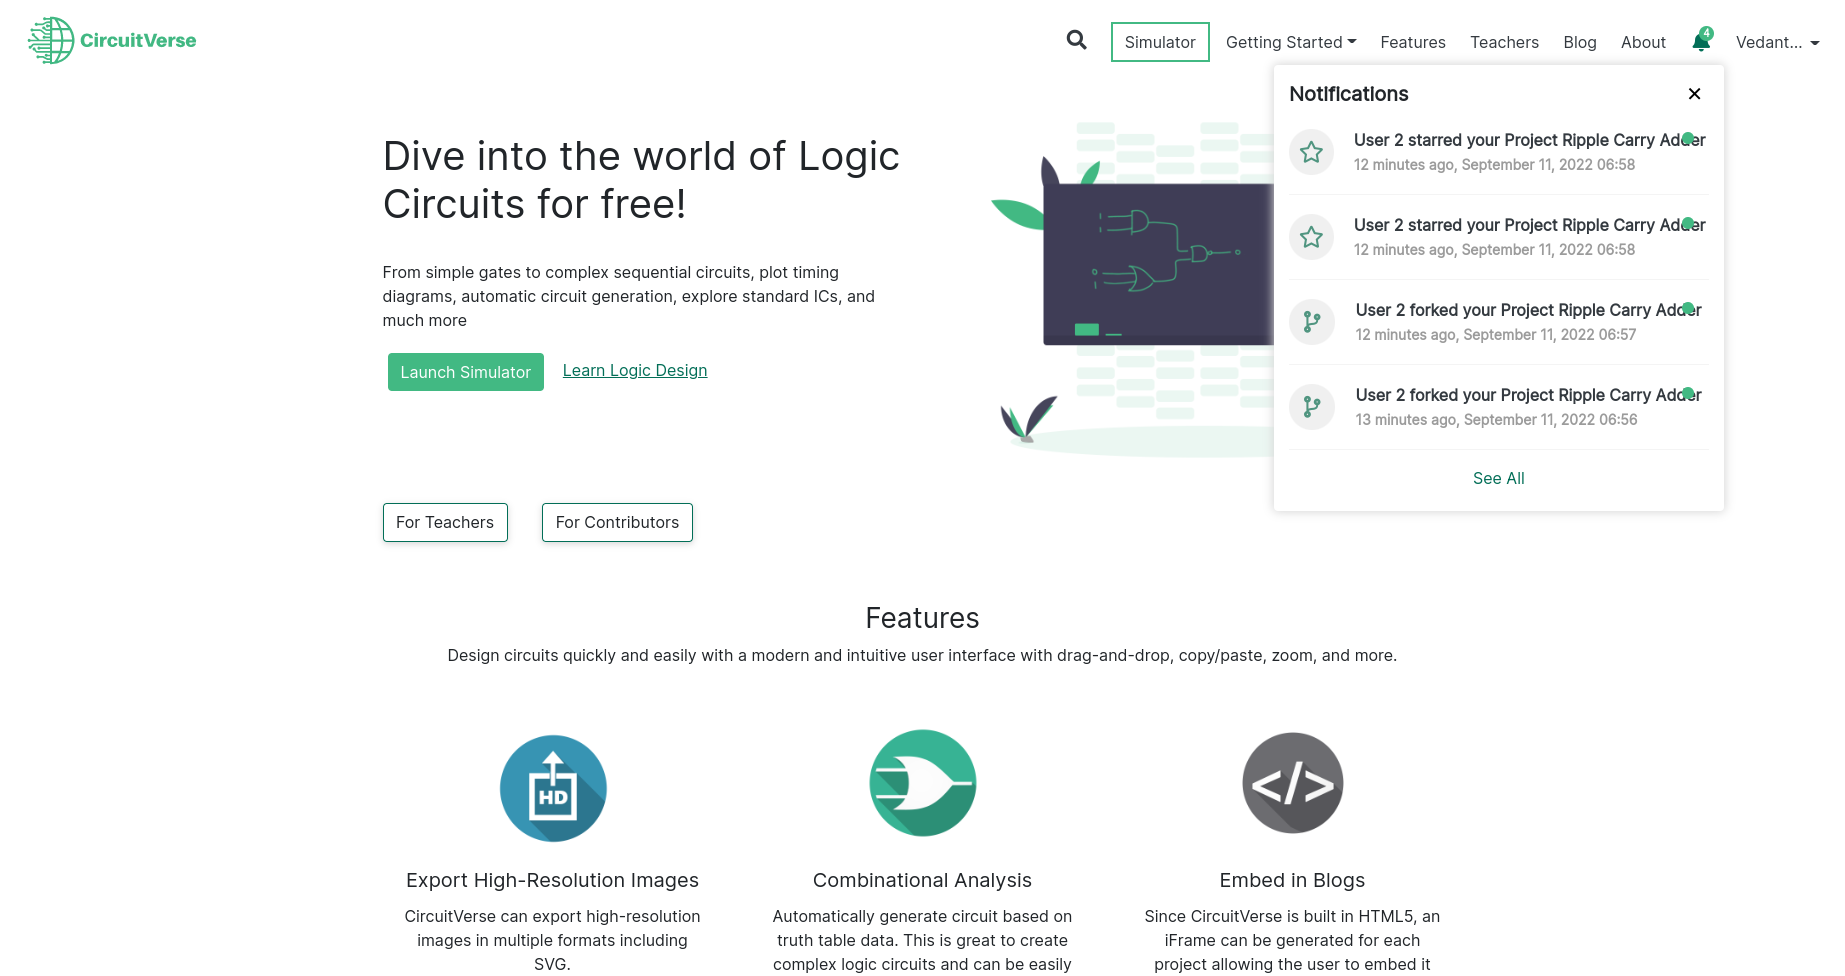 CircuitVerse
Simulator Getting Started Features Teachers Blog About 4 Vedant...
Notifications
User 2 starred your Project Ripple Carry Adder
12 minutes ago, September 11, 2022 06:58
User 2 starred your Project Ripple Carry Adder
12 minutes ago, September 11, 2022 06:58
User 2 forked your Project Ripple Carry Adder
12 minutes ago, September 11, 2022 06:57
User 2 forked your Project Ripple Carry Adder
13 minutes ago, September 11, 2022 06:56
See All
Dive into the world of Logic
Circuits for free!
From simple gates to complex sequential circuits, plot timing
diagrams, automatic circuit generation, explore standard ICs, and
much more
Launch Simulator Learn Logic Design
For Teachers For Contributors
Features
Design circuits quickly and easily with a modern and intuitive user interface with drag-and-drop, copy/paste, zoom, and more.
HD
</>
Export High-Resolution Images
CircuitVerse can export high-resolution
images in multiple formats including
SVG.
Combinational Analysis
Automatically generate circuit based on
truth table data. This is great to create
complex logic circuits and can be easily
Embed in Blogs
Since CircuitVerse is built in HTML5, an
iFrame can be generated for each
project allowing the user to embed it